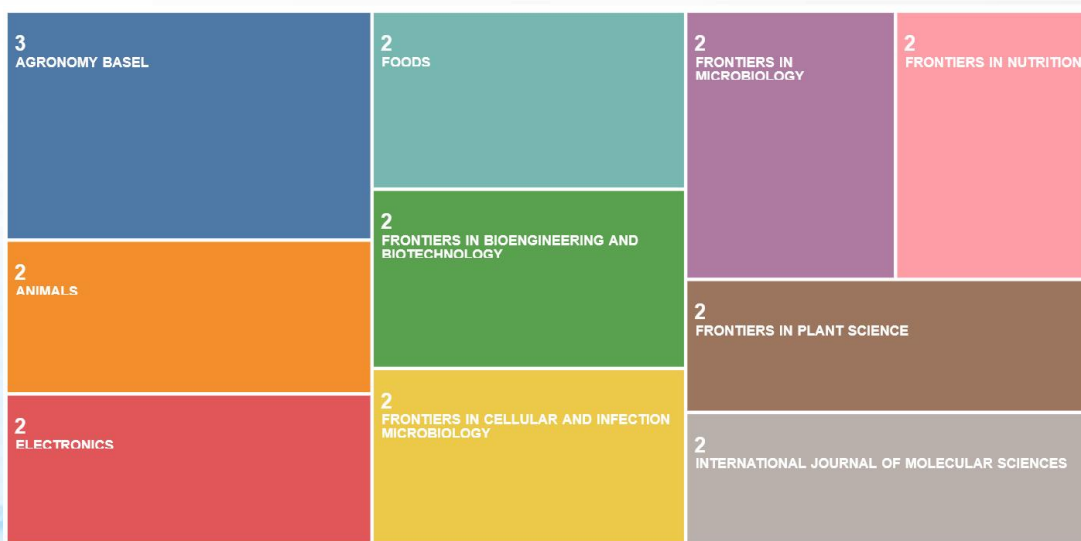 3
AGRONOMY BASEL
2
ANIMALS
2
ELECTRONICS
2
FOODS
2
FRONTIERS IN BIOENGINEERING AND
BIOTECHNOLOGY
2
FRONTIERS IN CELLULAR AND INFECTION
MICROBIOLOGY
2
FRONTIERS IN
MICROBIOLOGY
2
FRONTIERS IN NUTRITION
2
FRONTIERS IN PLANT SCIENCE
2
INTERNATIONAL JOURNAL OF MOLECULAR SCIENCES